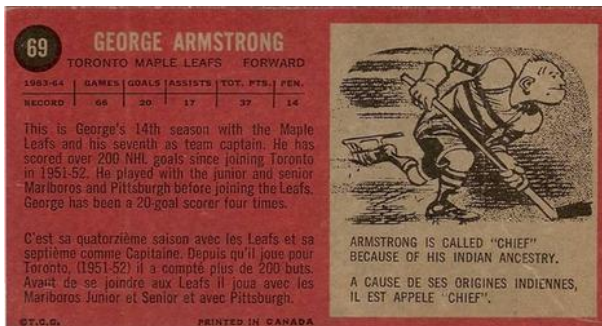 69
GEORGE ARMSTRONG
TORONTO MAPLE LEAFS FORWARD
1963-64 GAMES GOALS ASSISTS TOT. PTS. PEN.
RECORD 66 20 17 37 14
This is George's 14th season with the Maple
Leafs and his seventh as team captain. He has
scored over 200 NHL goals since joining Toronto
in 1951-52. He played with the junior and senior
Marlboros and Pittsburgh before joining the Leafs.
George has been a 20-goal scorer four times.
C'est sa quatorzième saison avec les Leafs et sa
septième comme Capitaine. Depuis qu'il joue pour
Toronto, (1951-52) il a compté plus de 200 buts.
Avant de se joindre aux Leafs il joua avec les
Marlboros Junior et Senior et avec Pittsburgh.
©T.C.G. PRINTED IN CANADA
ARMSTRONG IS CALLED "CHIEF"
BECAUSE OF HIS INDIAN ANCESTRY.
A CAUSE DE SES ORIGINES INDIENNES,
IL EST APPELE "CHIEF".